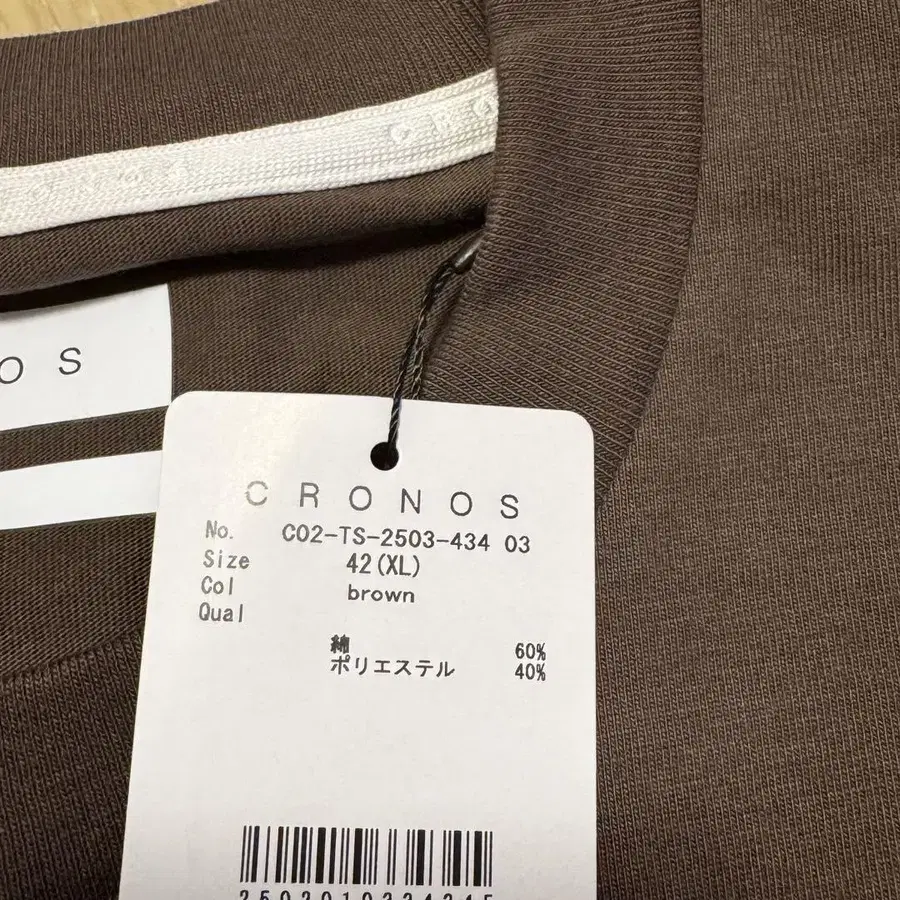 OS
CRONOS
No. C02-TS-2503-434 03
Size 42(XL)
Col brown
Qual
綿 60%
ポリエステル 40%